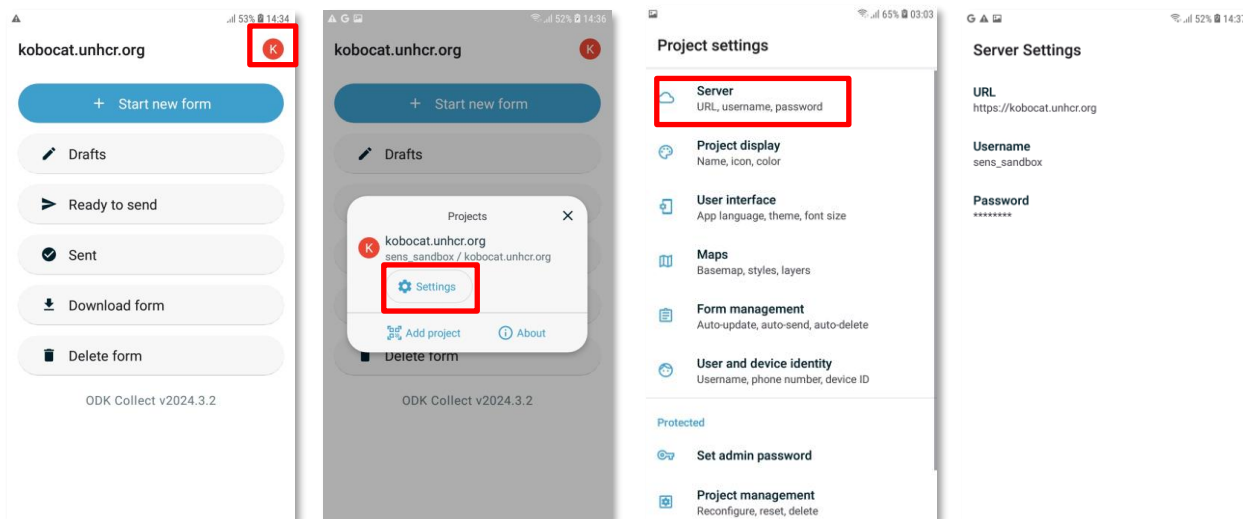 53% 14:34
kobocat.unhcr.org
K
+ Start new form
Drafts
Ready to send
Sent
Download form
Delete form
ODK Collect v2024.3.2
G 52% 14:36
kobocat.unhcr.org
K
+ Start new form
Drafts
Projects
K
kobocat.unhcr.org
sens_sandbox / kobocat.unhcr.org
Settings
Add project
About
Delete form
ODK Collect v2024.3.2
65% 03:03
Project settings
Server
URL, username, password
Project display
Name, icon, color
User interface
App language, theme, font size
Maps
Basemap, styles, layers
Form management
Auto-update, auto-send, auto-delete
User and device identity
Username, phone number, device ID
Protected
Set admin password
Project management
Reconfigure, reset, delete
G 52% 14:37
Server Settings
URL
https://kobocat.unhcr.org
Username
sens_sandbox
Password
********